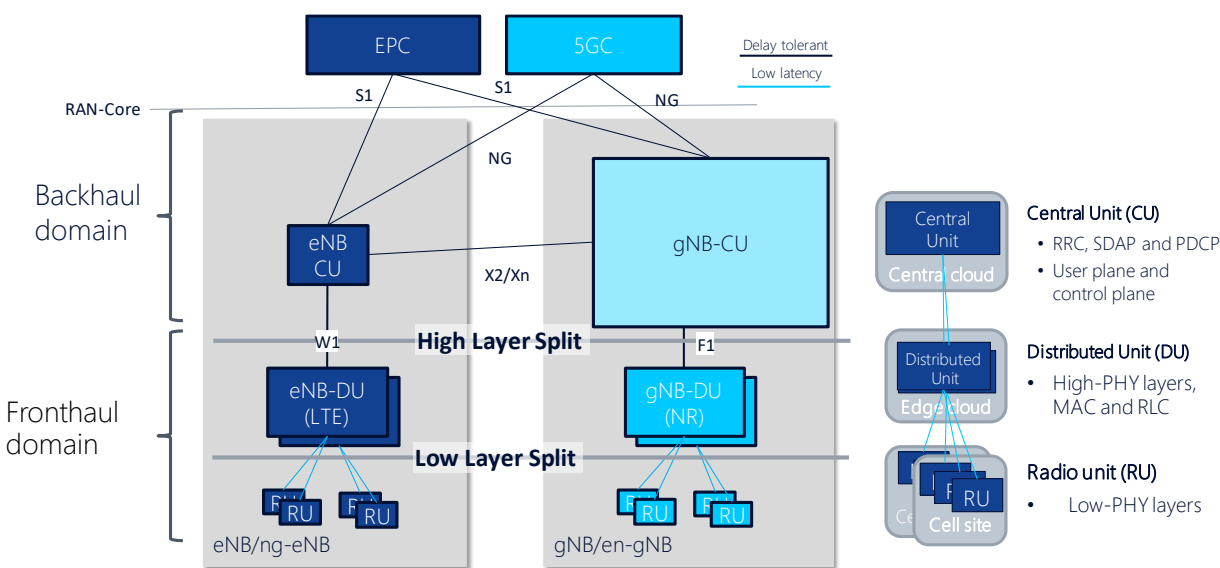 EPC
5GC
Delay tolerant
Low latency
S1
S1
NG
RAN-Core
NG
Backhaul
domain
eNB
CU
gNB-CU
X2/Xn
W1
High Layer Split
F1
Fronthaul
domain
eNB-DU
(LTE)
gNB-DU
(NR)
Low Layer Split
RU
RU
RU
RU
RU
RU
RU
RU
eNB/ng-eNB
gNB/en-gNB
Central
Unit
Central cloud
Central Unit (CU)
• RRC, SDAP and PDCP
• User plane and
control plane
Distributed
Unit
Edge cloud
Distributed Unit (DU)
• High-PHY layers,
MAC and RLC
RU
Cell site
Radio unit (RU)
• Low-PHY layers